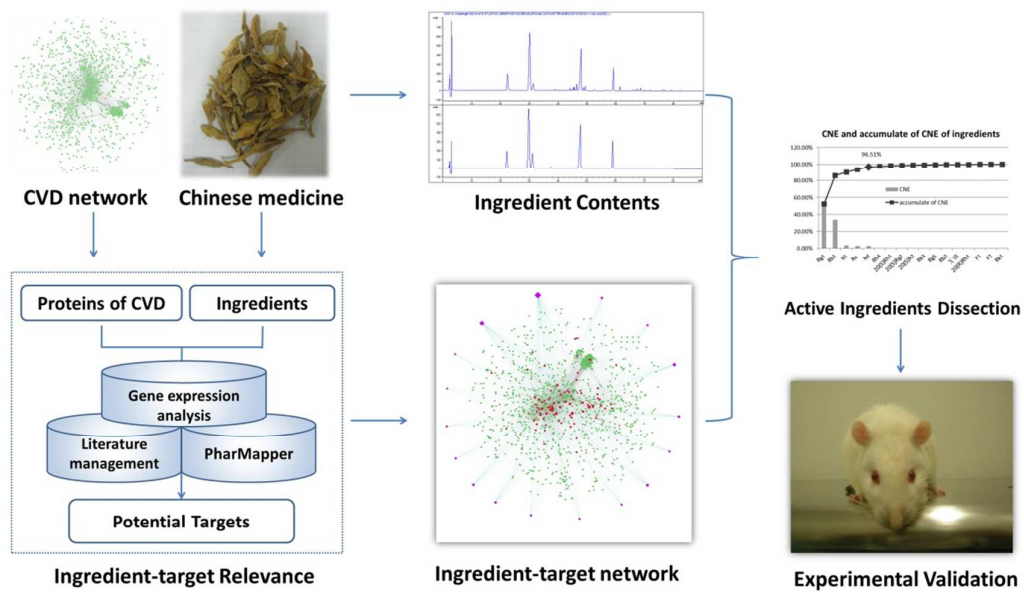 CVD network
Chinese medicine
Ingredient Contents
CNE and accumulate of CNE of ingredients
96.51%
120.00%
100.00%
80.00%
60.00%
40.00%
20.00%
0.00%
CNE
accumulate of CNE
Proteins of CVD
Ingredients
Gene expression
analysis
Literature
management
PharMapper
Potential Targets
Ingredient-target Relevance
Ingredient-target network
Active Ingredients Dissection
Experimental Validation